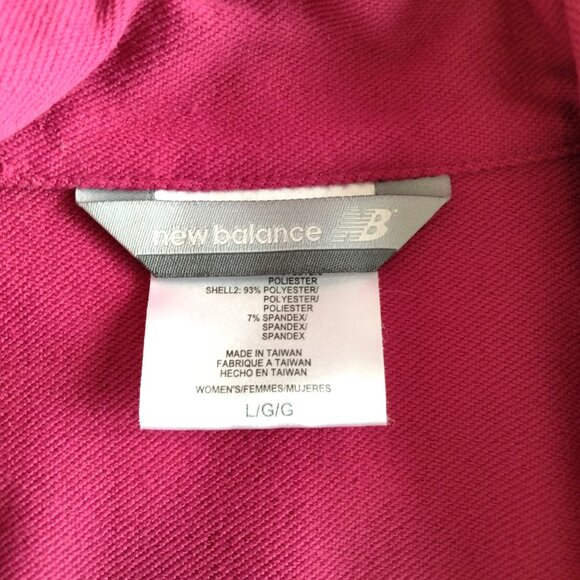 new balance NB
POLIESTER
SHELL2: 93% POLYESTER/
POLYESTER/
POLIESTER
7% SPANDEX/
SPANDEX/
SPANDEX
MADE IN TAIWAN
FABRIQUE A TAIWAN
HECHO EN TAIWAN
WOMEN'S/FEMMES/MUJERES
L/G/G